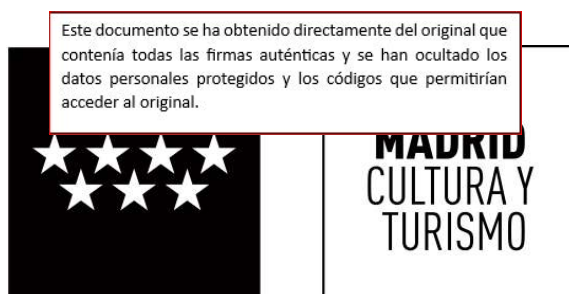 Este documento se ha obtenido directamente del original que
contenía todas las firmas auténticas y se han ocultado los
datos personales protegidos y los códigos que permitirían
acceder al original.
MADRID
CULTURA Y
TURISMO